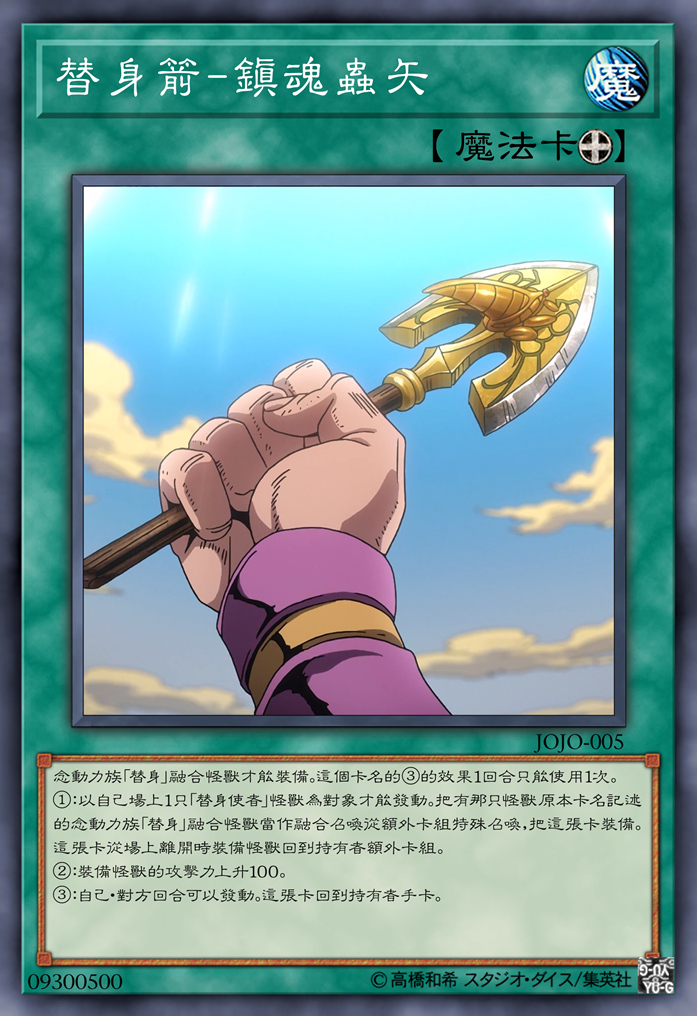 替身箭-鎮魂蟲矢
魔
【魔法卡】
JOJO-005
念動力族「替身」融合怪獸才能裝備。這個卡名的③的效果1回合只能使用1次。
①:以自己場上1只「替身使者」怪獸為對象才能發動。把有那只怪獸原本卡名記述
的念動力族「替身」融合怪獸當作融合召喚從額外卡組特殊召喚,把這張卡裝備。
這張卡從場上離開時裝備怪獸回到持有者額外卡組。
②:裝備怪獸的攻擊力上升100。
③:自己•對方回合可以發動。這張卡回到持有者手卡。
09300500
©高橋和希 スタジオ・ダイス/集英社